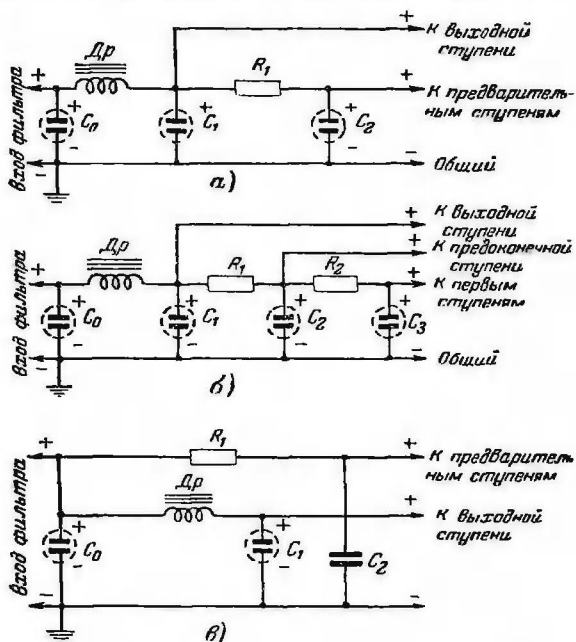 К выходной
ступени
Др
R1
К предваритель-
ным ступеням
Вход фильтра
+
C0
-
+
C1
-
+
C2
-
Общий
а)
К выходной
ступени
К предоконечной
ступени
К первым
ступеням
Др
R1
R2
Вход фильтра
+
C0
-
+
C1
-
+
C2
-
+
C3
-
Общий
б)
R1
К предваритель-
ным ступеням
Др
К выходной
ступени
Вход фильтра
+
C0
-
+
C1
-
C2
-
в)